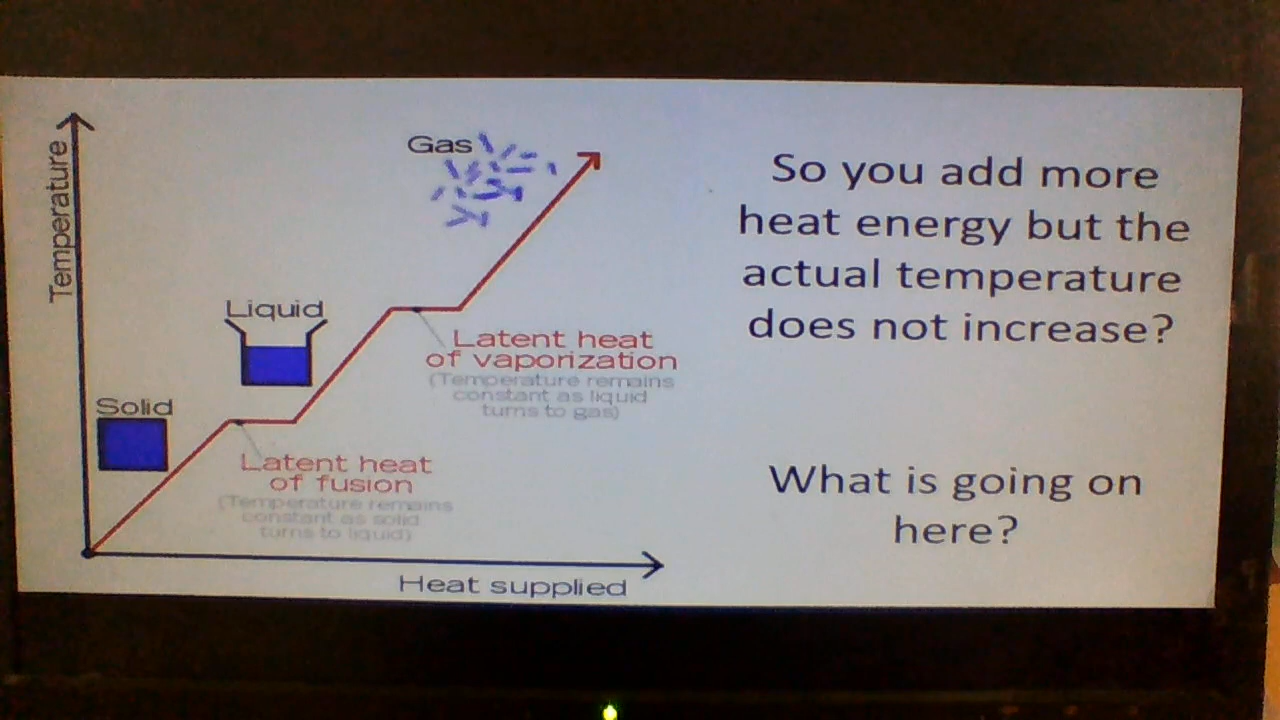 Temperature
Gas
Liquid
Solid
Latent heat
of vaporization
(Temperature remains
constant as liquid
turns to gas)
Latent heat
of fusion
(Temperature remains
constant as solid
turns to liquid)
Heat supplied
So you add more
heat energy but the
actual temperature
does not increase?
What is going on
here?